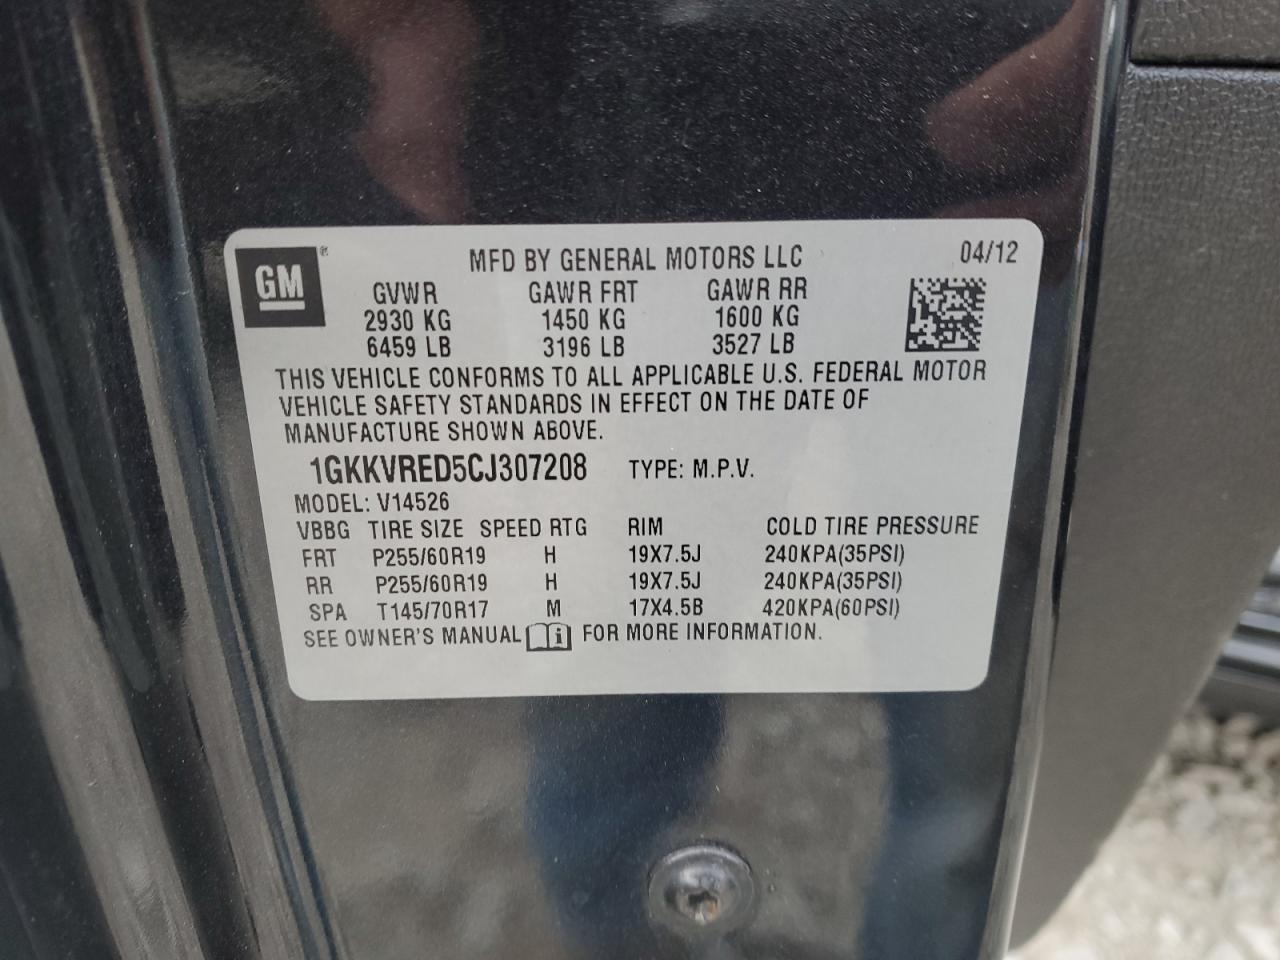 GM® MFD BY GENERAL MOTORS LLC 04/12
GVWR GAWR FRT GAWR RR
2930 KG 1450 KG 1600 KG
6459 LB 3196 LB 3527 LB
THIS VEHICLE CONFORMS TO ALL APPLICABLE U.S. FEDERAL MOTOR
VEHICLE SAFETY STANDARDS IN EFFECT ON THE DATE OF
MANUFACTURE SHOWN ABOVE.
1GKKVRED5CJ307208 TYPE: M.P.V.
MODEL: V14526
VBBG TIRE SIZE SPEED RTG RIM COLD TIRE PRESSURE
FRT P255/60R19 H 19X7.5J 240KPA(35PSI)
RR P255/60R19 H 19X7.5J 240KPA(35PSI)
SPA T145/70R17 M 17X4.5B 420KPA(60PSI)
SEE OWNER'S MANUAL i FOR MORE INFORMATION.